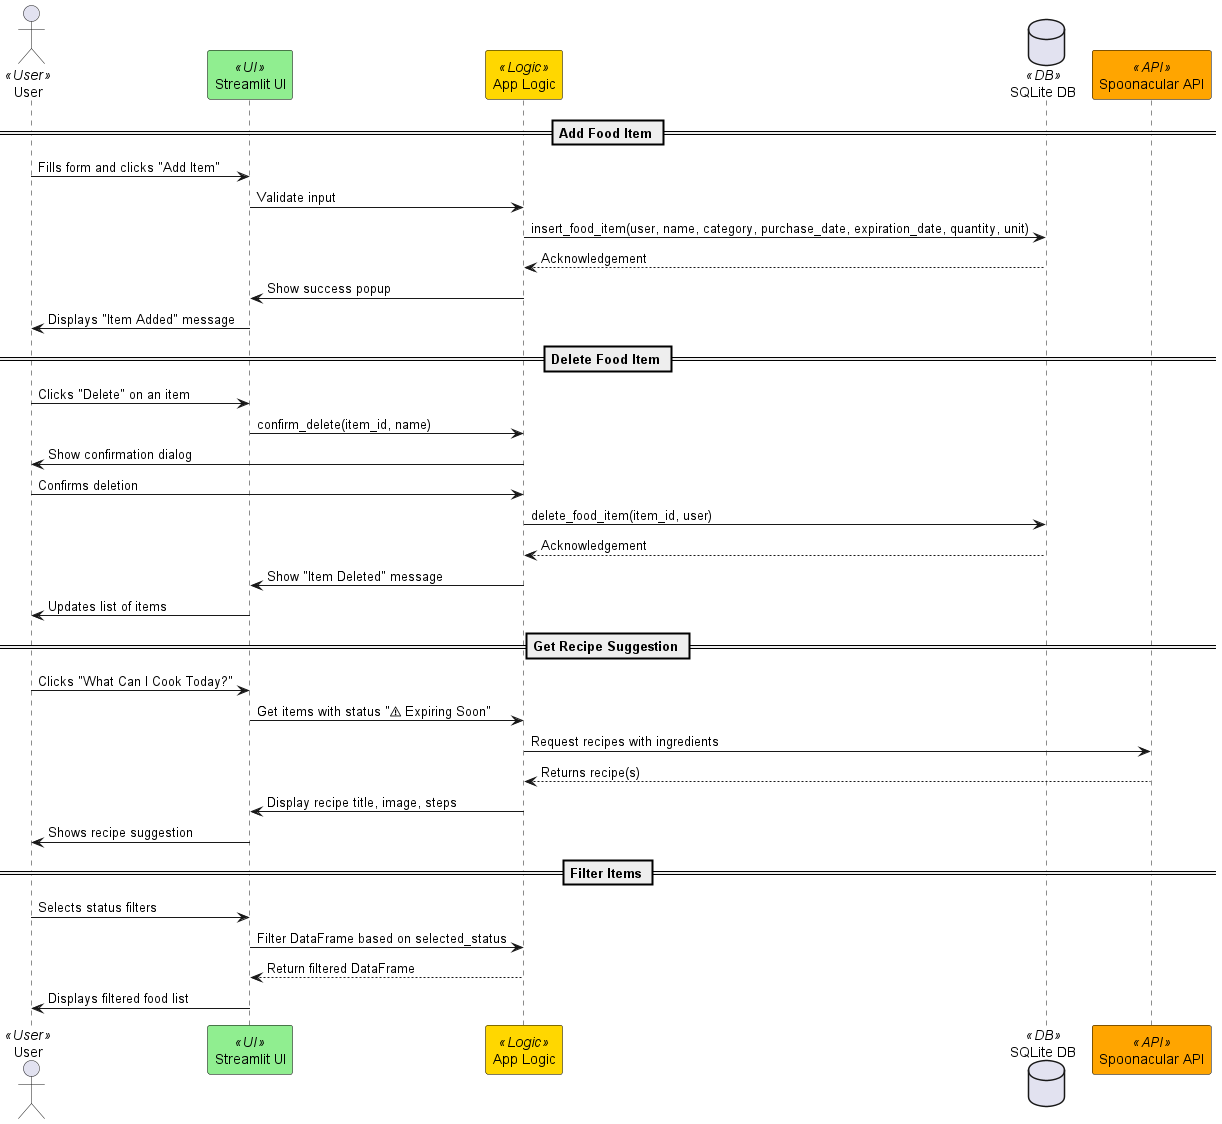 «User»
User
«UI»
Streamlit UI
«Logic»
App Logic
«DB»
SQLite DB
«API»
Spoonacular API
Add Food Item
Fills form and clicks "Add Item"
Validate input
insert_food_item(user, name, category, purchase_date, expiration_date, quantity, unit)
Acknowledgement
Show success popup
Displays "Item Added" message
Delete Food Item
Clicks "Delete" on an item
confirm_delete(item_id, name)
Show confirmation dialog
Confirms deletion
delete_food_item(item_id, user)
Acknowledgement
Show "Item Deleted" message
Updates list of items
Get Recipe Suggestion
Clicks "What Can I Cook Today?"
Get items with status "⚠ Expiring Soon"
Request recipes with ingredients
Returns recipe(s)
Display recipe title, image, steps
Shows recipe suggestion
Filter Items
Selects status filters
Filter DataFrame based on selected_status
Return filtered DataFrame
Displays filtered food list
«User»
User
«UI»
Streamlit UI
«Logic»
App Logic
«DB»
SQLite DB
«API»
Spoonacular API